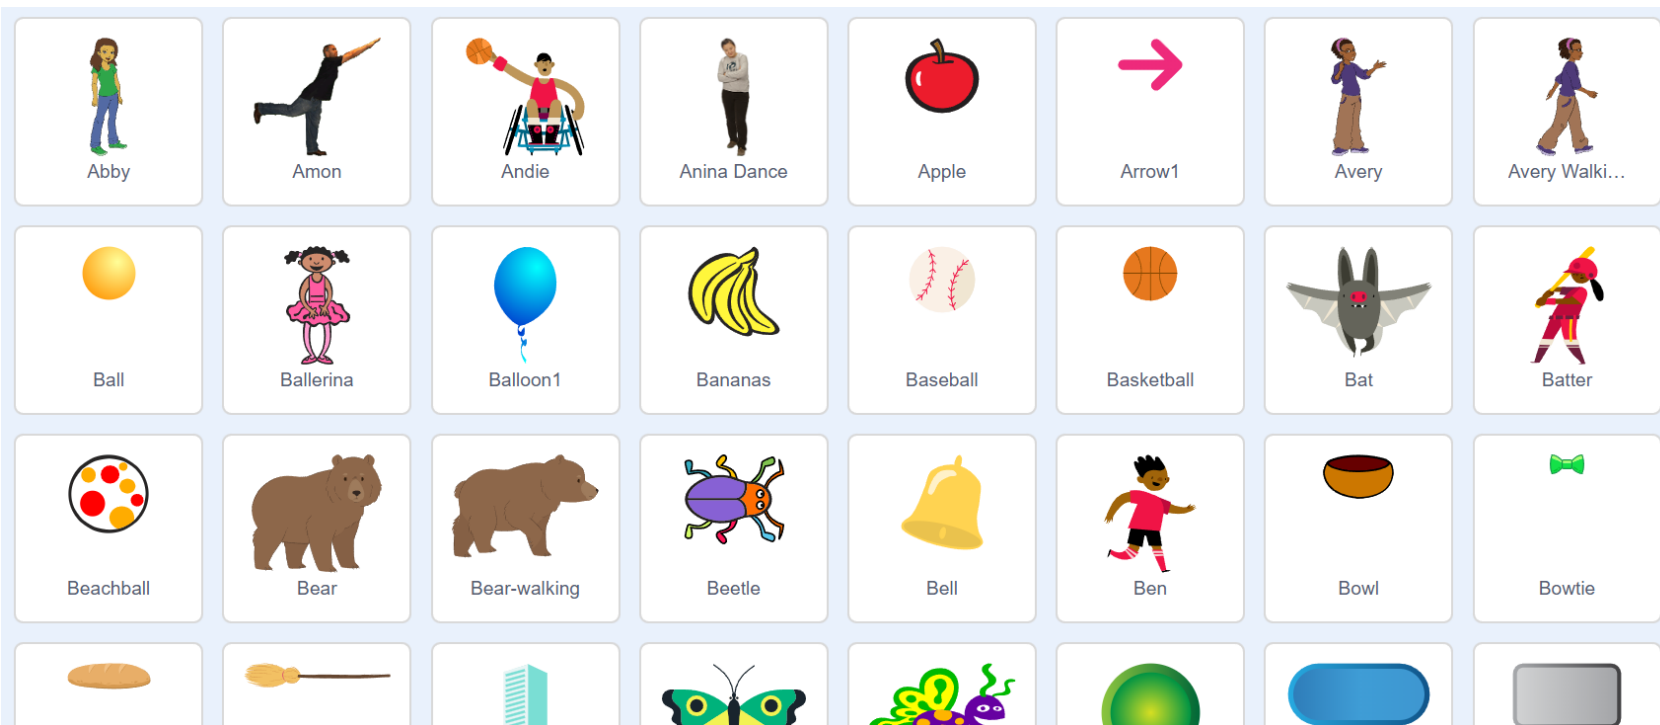 Abby
Amon
Andie
Anina Dance
Apple
Arrow1
Avery
Avery Walki...
Ball
Ballerina
Balloon1
Bananas
Baseball
Basketball
Bat
Batter
Beachball
Bear
Bear-walking
Beetle
Bell
Ben
Bowl
Bowtie